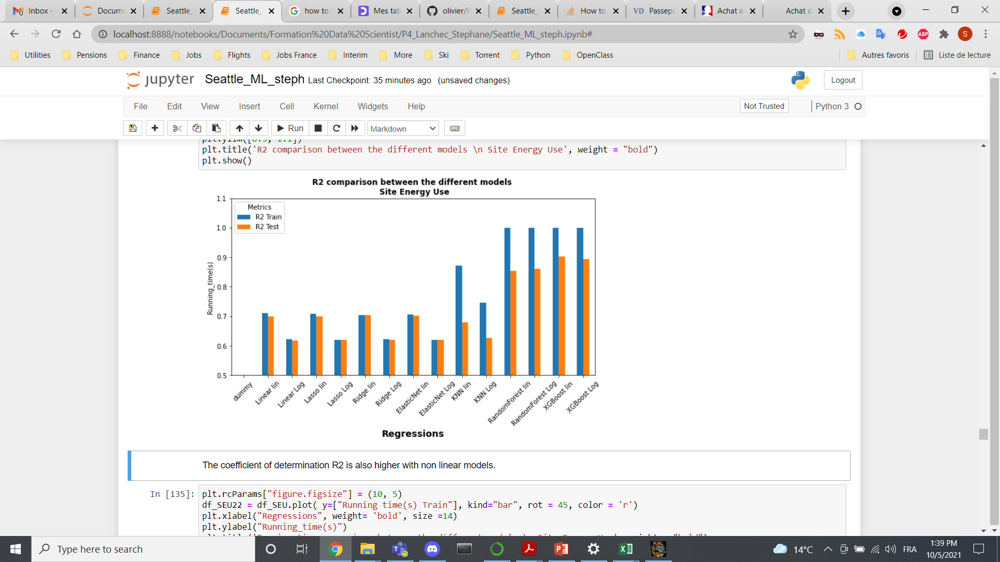 Inbox -
Docume
Seattle_
Seattle_
how to
Mes tab
olivier/P
Seattle_
How to
VD Passepo
Achat e
Achat d
localhost:8888/notebooks/Documents/Formation%20Data%20Scientist/P4_Lanchec_Stephane/Seattle_ML_steph.ipynb#
ABP
S
Utilities
Pensions
Finance
Jobs
Flights
Jobs France
Interim
More
Ski
Torrent
Python
OpenClass
Autres favoris
Liste de lecture
jupyter Seattle_ML_steph Last Checkpoint: 35 minutes ago (unsaved changes)
Logout
File Edit View Insert Cell Kernel Widgets Help
Not Trusted
Python 3
Run
Markdown
plt.ylim([0.5, 1.1])
plt.title('R2 comparison between the different models \n Site Energy Use', weight = "bold")
plt.show()
R2 comparison between the different models
Site Energy Use
Metrics
R2 Train
R2 Test
1.1
1.0
0.9
0.8
0.7
0.6
0.5
Running_time(s)
dummy
Linear lin
Linear Log
Lasso lin
Lasso Log
Ridge lin
Ridge Log
ElasticNet lin
ElasticNet Log
KNN lin
KNN Log
RandomForest lin
RandomForest Log
XGBoost lin
XGBoost Log
Regressions
The coefficient of determination R2 is also higher with non linear models.
In [135]:
plt.rcParams["figure.figsize"] = (10, 5)
df_SEU22 = df_SEU.plot( y=["Running time(s) Train"], kind="bar", rot = 45, color = 'r')
plt.xlabel("Regressions", weight= 'bold', size =14)
plt.ylabel("Running_time(s)")
Type here to search
14°C
FRA
1:39 PM
10/5/2021